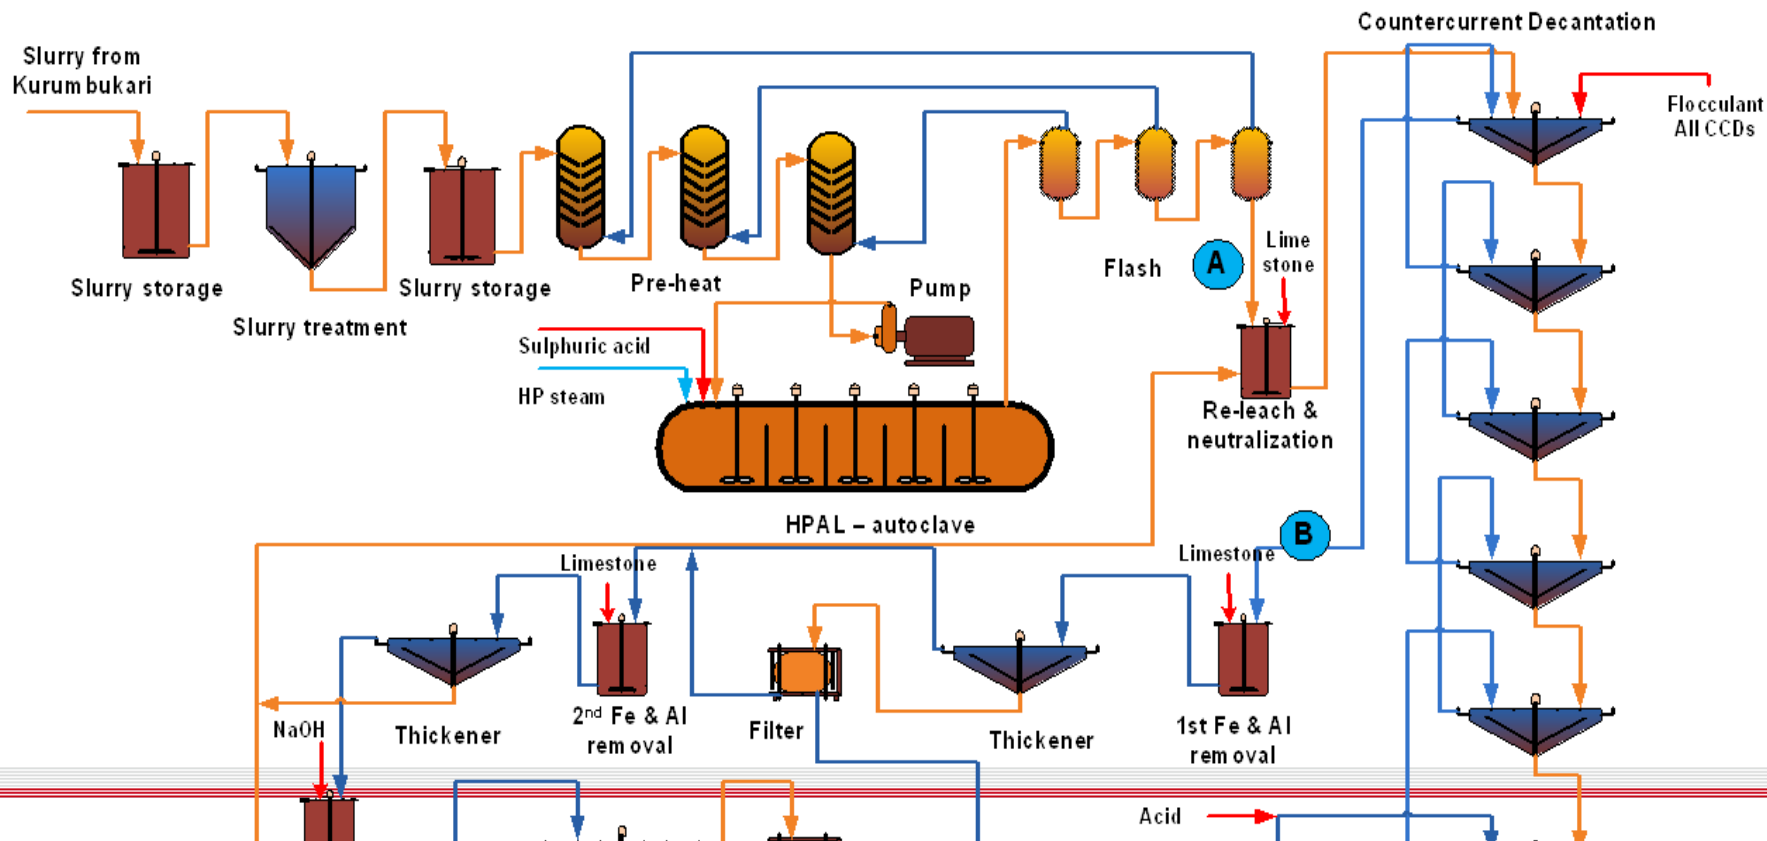 Countercurrent Decantation
Slurry from
Kurumbukari
Flocculant
All CCDs
Lime
stone
A
Flash
Pre-heat
Pump
Slurry storage
Slurry storage
Slurry treatment
Sulphuric acid
HP steam
Re-leach &
neutralization
HPAL – autoclave
B
Limestone
Limestone
2nd Fe & Al
removal
1st Fe & Al
removal
NaOH
Thickener
Filter
Thickener
Acid